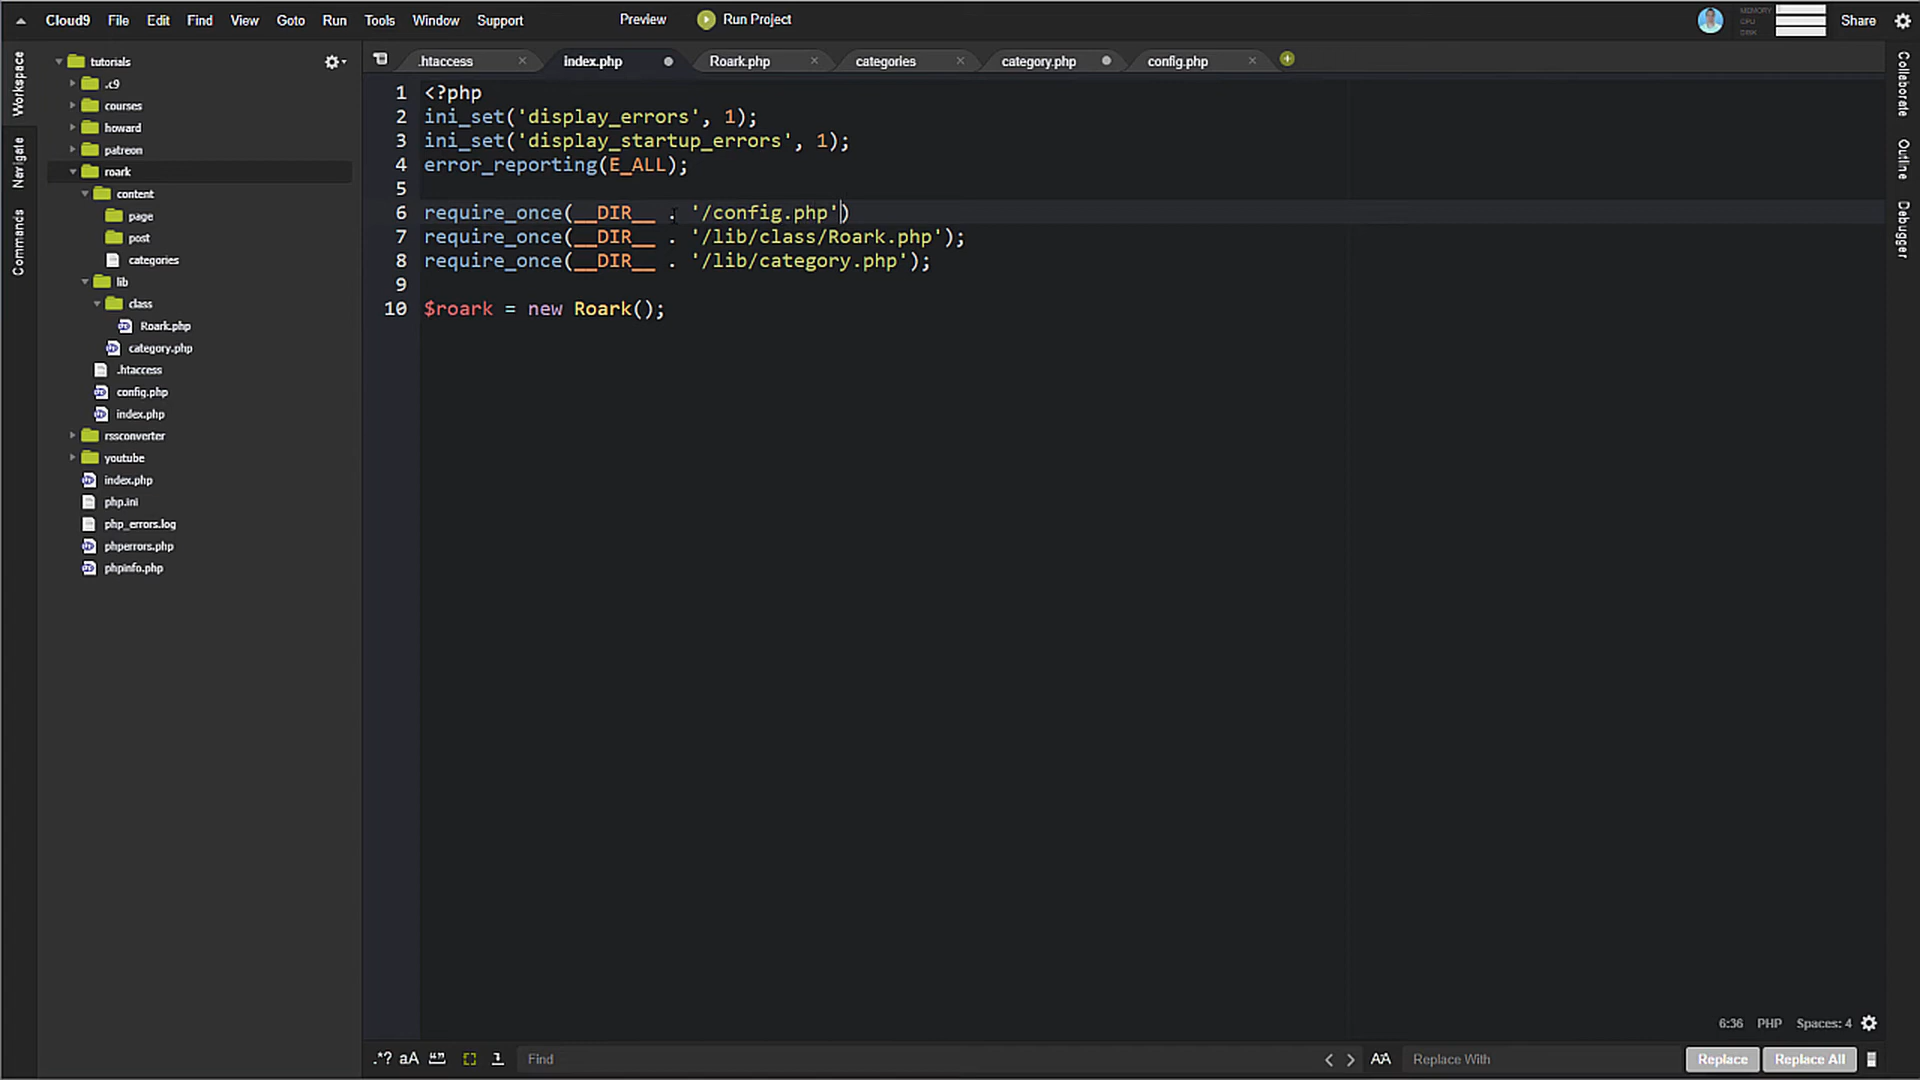 Cloud9 File Edit Find View Goto Run Tools Window Support Preview Run Project MEMORY CPU DISK Share
Workspace
Navigate
Commands
tutorials
.c9
courses
howard
patreon
roark
content
page
post
categories
lib
class
Roark.php
category.php
.htaccess
config.php
index.php
rssconverter
youtube
index.php
php.ini
php_errors.log
phperrors.php
phpinfo.php
.htaccess index.php Roark.php categories category.php config.php
1 <?php
2 ini_set('display_errors', 1);
3 ini_set('display_startup_errors', 1);
4 error_reporting(E_ALL);
5
6 require_once(__DIR__ . '/config.php')
7 require_once(__DIR__ . '/lib/class/Roark.php');
8 require_once(__DIR__ . '/lib/category.php');
9
10 $roark = new Roark();
Collaborate
Outline
Debugger
6:36 PHP Spaces: 4
.*? aA Find AA Replace With Replace Replace All